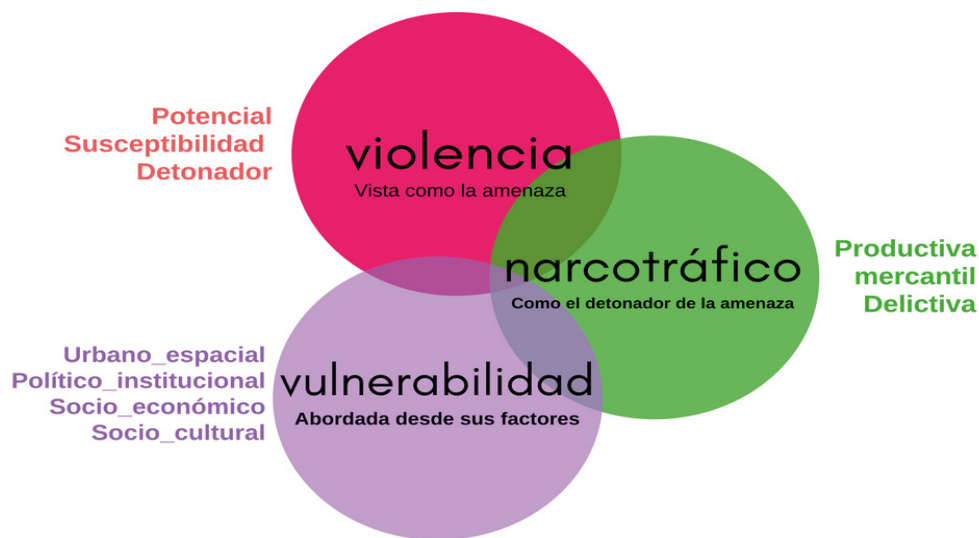 Potencial
Susceptibilidad
Detonador
violencia
Vista como la amenaza
narcotráfico
Como el detonador de la amenaza
Productiva
mercantil
Delictiva
Urbano_espacial
Político_institucional
Socio_económico
Socio_cultural
vulnerabilidad
Abordada desde sus factores